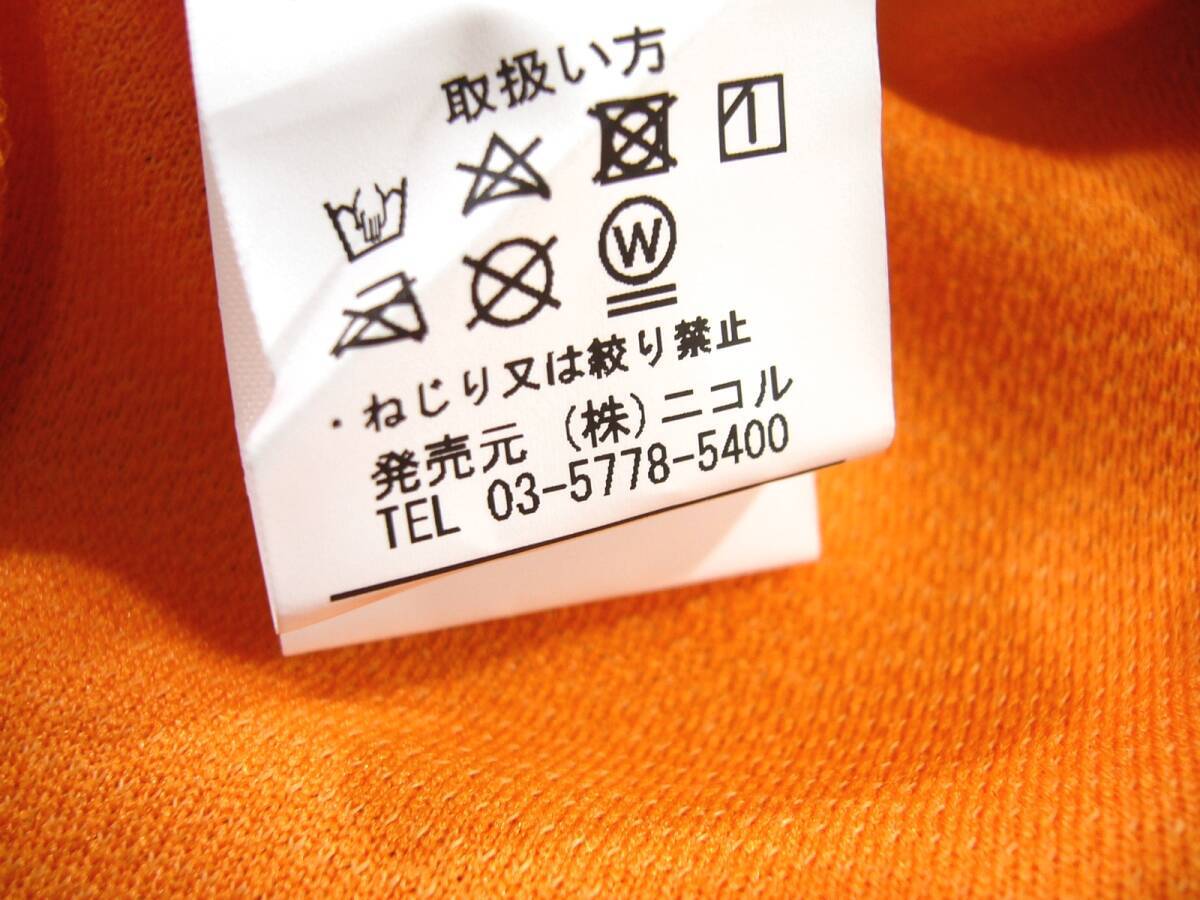 取扱い方
W
・ねじり又は絞り禁止
発売元 (株)ニコル
TEL 03-5778-5400